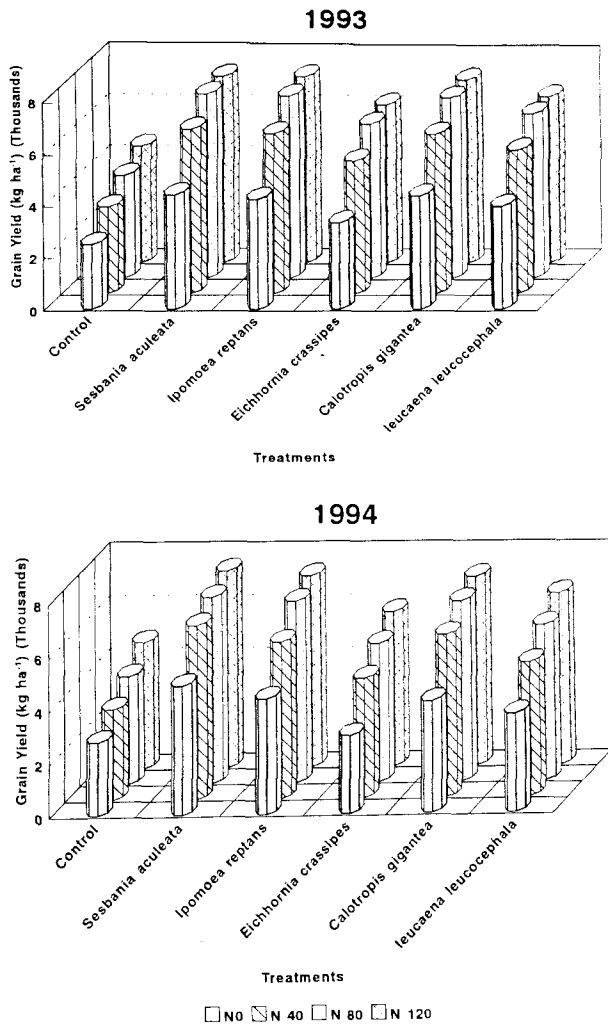 1993
Grain Yield (kg ha⁻¹) (Thousands)
8
6
4
2
0
Control
Sesbania aculeata
Ipomoea reptans
Eichhornia crassipes
Calotropis gigantea
leucaena leucocephala
Treatments
1994
Grain Yield (kg ha⁻¹) (Thousands)
8
6
4
2
0
Control
Sesbania aculeata
Ipomoea reptans
Eichhornia crassipes
Calotropis gigantea
leucaena leucocephala
Treatments
N0 N 40 N 80 N 120